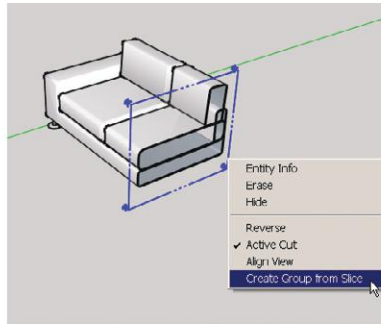 Entity Info
Erase
Hide
Reverse
Active Cut
Align View
Create Group from Slice